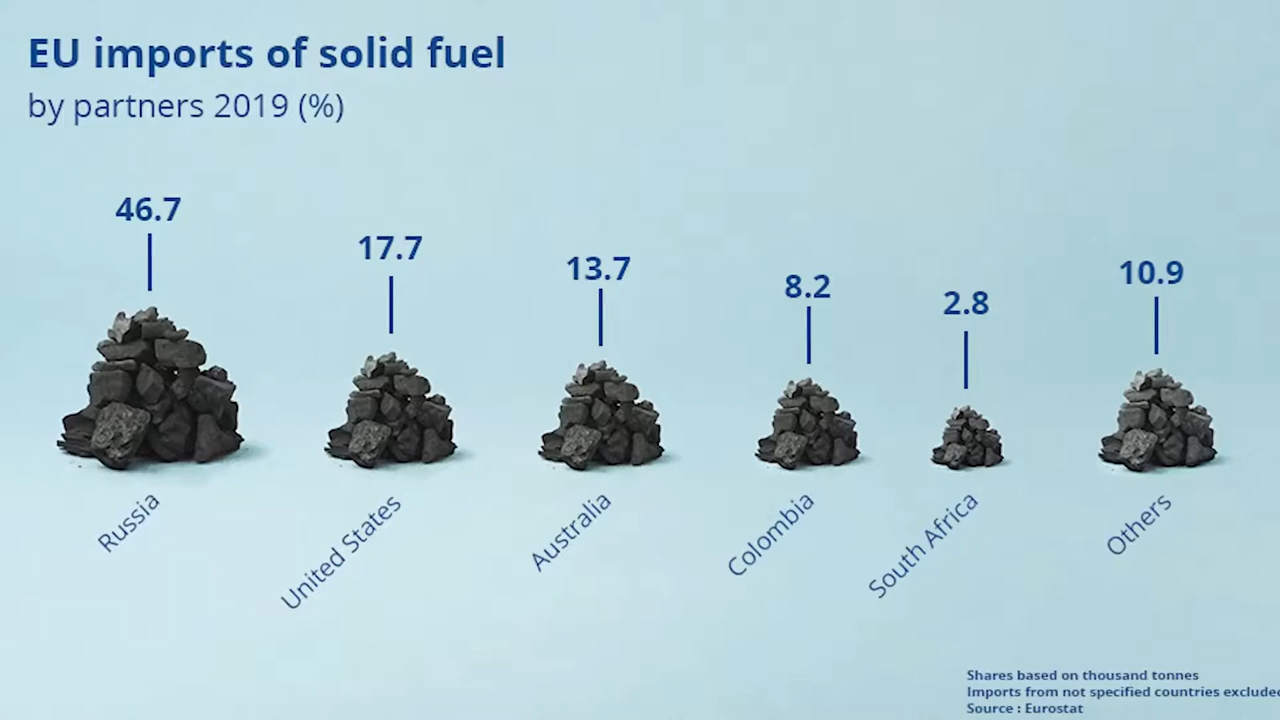 EU imports of solid fuel
by partners 2019 (%)
46.7
17.7
13.7
8.2
2.8
10.9
Russia
United States
Australia
Colombia
South Africa
Others
Shares based on thousand tonnes
Imports from not specified countries exclude
Source : Eurostat